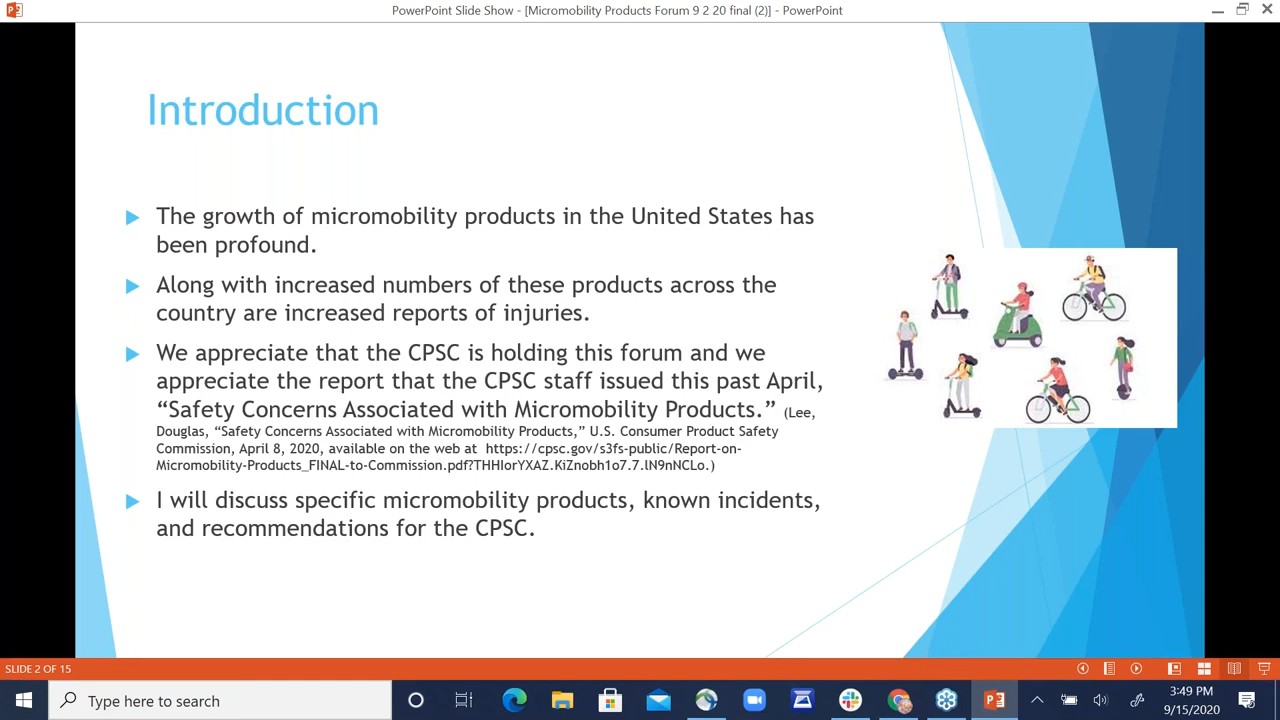 PowerPoint Slide Show - [Micromobility Products Forum 9 2 20 final (2)] - PowerPoint
Introduction
The growth of micromobility products in the United States has
been profound.
Along with increased numbers of these products across the
country are increased reports of injuries.
We appreciate that the CPSC is holding this forum and we
appreciate the report that the CPSC staff issued this past April,
“Safety Concerns Associated with Micromobility Products.” (Lee,
Douglas, “Safety Concerns Associated with Micromobility Products,” U.S. Consumer Product Safety
Commission, April 8, 2020, available on the web at https://cpsc.gov/s3fs-public/Report-on-
Micromobility-Products_FINAL-to-Commission.pdf?THHIorYXAZ.KiZnobh1o7.7.lN9nNCLo.)
I will discuss specific micromobility products, known incidents,
and recommendations for the CPSC.
SLIDE 2 OF 15
Type here to search
3:49 PM
9/15/2020